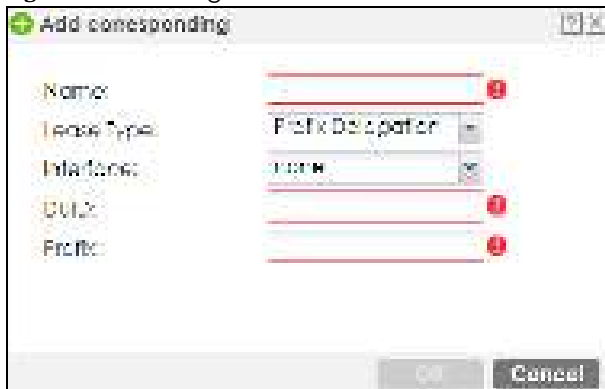 Add corresponding
Name:
Lease Type: Prefix Delegation
Interface: none
DUID:
Prefix:
OK Cancel